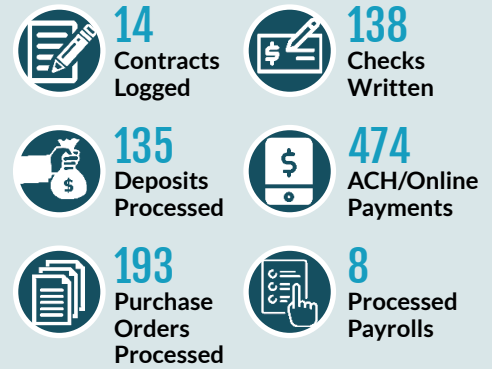 14
Contracts
Logged
138
Checks
Written
135
Deposits
Processed
474
ACH/Online
Payments
193
Purchase
Orders
Processed
8
Processed
Payrolls